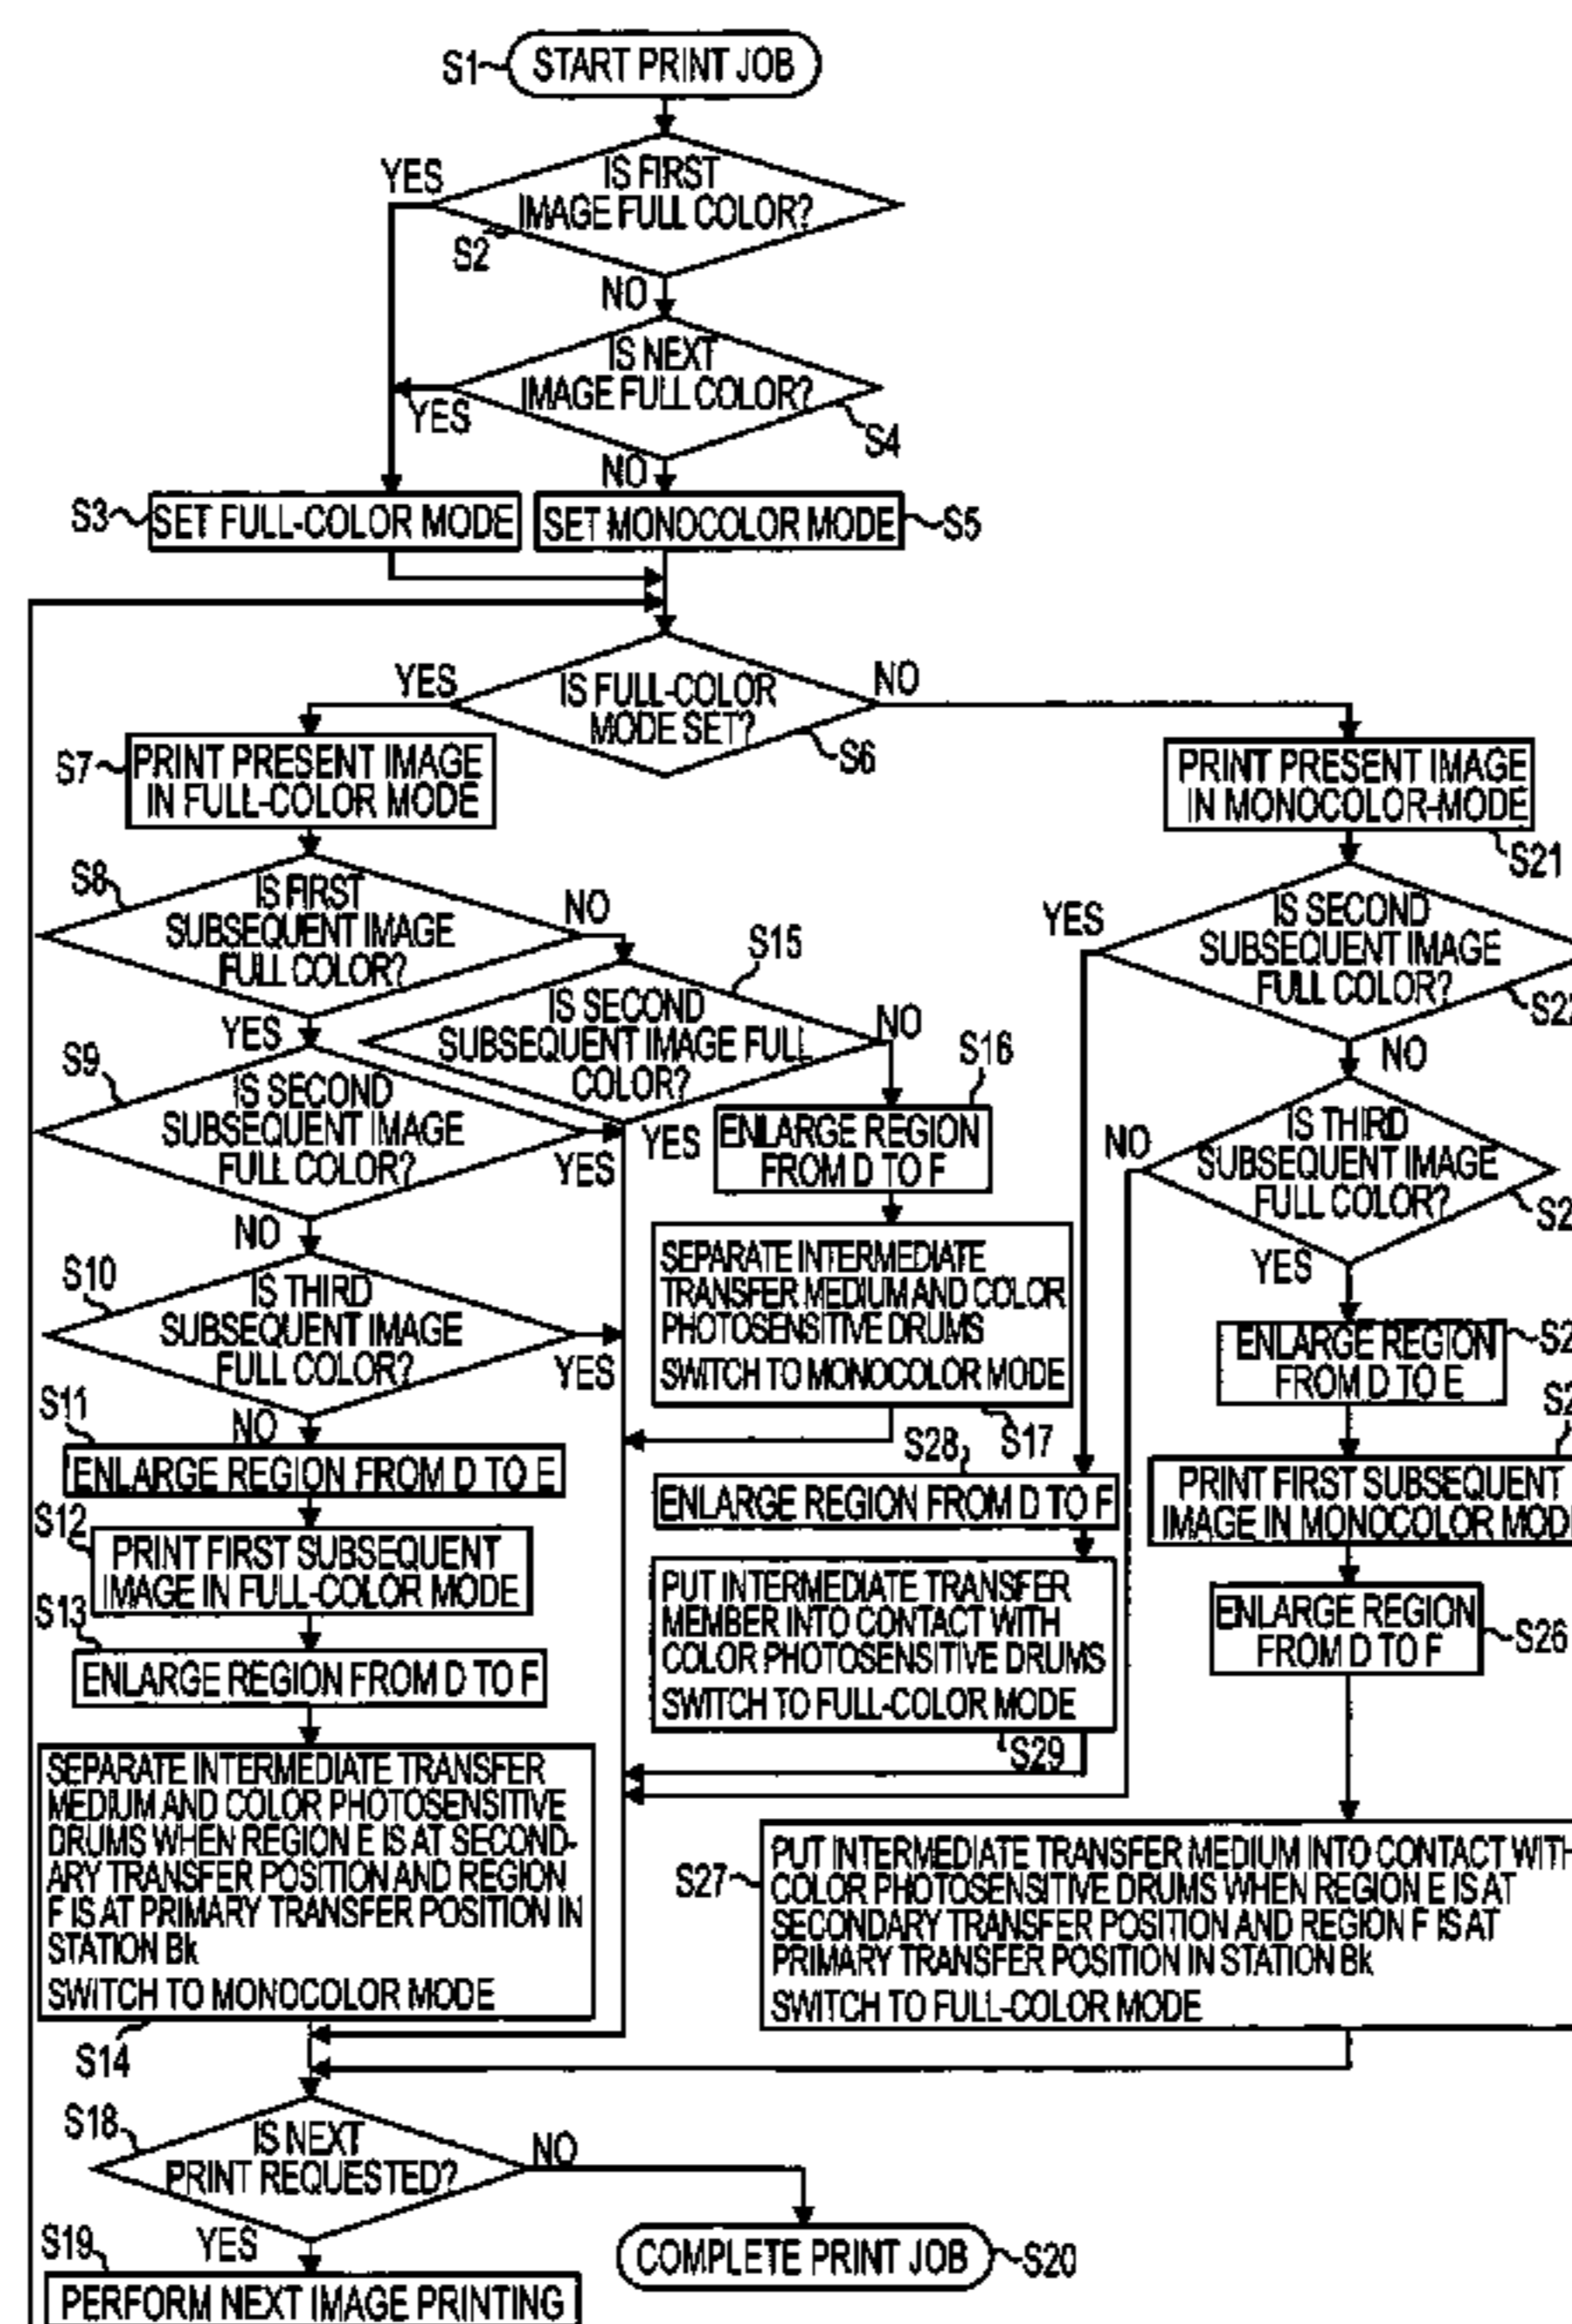 S1
START PRINT JOB
YES
IS FIRST
IMAGE FULL COLOR?
S2
NO
IS NEXT
IMAGE FULL COLOR?
YES
S4
NO
S3
SET FULL-COLOR MODE
SET MONOCOLOR MODE
S5
YES
IS FULL-COLOR
MODE SET?
NO
S6
S7
PRINT PRESENT IMAGE
IN FULL-COLOR MODE
PRINT PRESENT IMAGE
IN MONOCOLOR-MODE
S21
S8
IS FIRST
SUBSEQUENT IMAGE
FULL COLOR?
NO
YES
S15
IS SECOND
SUBSEQUENT IMAGE FULL
COLOR?
NO
YES
YES
IS SECOND
SUBSEQUENT IMAGE
FULL COLOR?
S22
NO
S9
IS SECOND
SUBSEQUENT IMAGE
FULL COLOR?
YES
NO
S16
ENLARGE REGION
FROM D TO F
NO
IS THIRD
SUBSEQUENT IMAGE
FULL COLOR?
S2
YES
S10
IS THIRD
SUBSEQUENT IMAGE
FULL COLOR?
YES
NO
SEPARATE INTERMEDIATE
TRANSFER MEDIUM AND COLOR
PHOTOSENSITIVE DRUMS
SWITCH TO MONOCOLOR MODE
S17
ENLARGE REGION
FROM D TO E
S2
S11
ENLARGE REGION FROM D TO E
S28
ENLARGE REGION FROM D TO F
S2
PRINT FIRST SUBSEQUENT
IMAGE IN MONOCOLOR MOD
S12
PRINT FIRST SUBSEQUENT
IMAGE IN FULL-COLOR MODE
PUT INTERMEDIATE TRANSFER
MEMBER INTO CONTACT WITH
COLOR PHOTOSENSITIVE DRUMS
SWITCH TO FULL-COLOR MODE
S29
ENLARGE REGION
FROM D TO F
S26
S13
ENLARGE REGION FROM D TO F
SEPARATE INTERMEDIATE TRANSFER
MEDIUM AND COLOR PHOTOSENSITIVE
DRUMS WHEN REGION E IS AT SECOND-
ARY TRANSFER POSITION AND REGION
F IS AT PRIMARY TRANSFER POSITION IN
STATION Bk
SWITCH TO MONOCOLOR MODE
S14
S27
PUT INTERMEDIATE TRANSFER MEDIUM INTO CONTACT WITH
COLOR PHOTOSENSITIVE DRUMS WHEN REGION E IS AT
SECONDARY TRANSFER POSITION AND REGION F IS AT
PRIMARY TRANSFER POSITION IN STATION Bk
SWITCH TO FULL-COLOR MODE
S18
IS NEXT
PRINT REQUESTED?
NO
YES
S19
PERFORM NEXT IMAGE PRINTING
COMPLETE PRINT JOB
S20